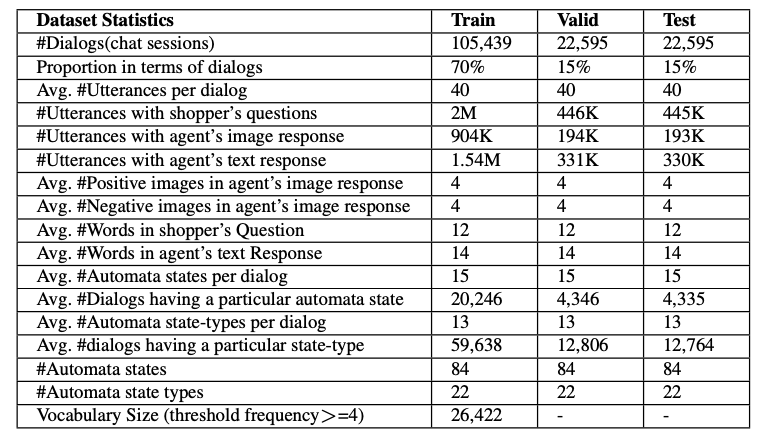 Dataset Statistics Train Valid Test
#Dialogs(chat sessions) 105,439 22,595 22,595
Proportion in terms of dialogs 70% 15% 15%
Avg. #Utterances per dialog 40 40 40
#Utterances with shopper's questions 2M 446K 445K
#Utterances with agent's image response 904K 194K 193K
#Utterances with agent's text response 1.54M 331K 330K
Avg. #Positive images in agent's image response 4 4 4
Avg. #Negative images in agent's image response 4 4 4
Avg. #Words in shopper's Question 12 12 12
Avg. #Words in agent's text Response 14 14 14
Avg. #Automata states per dialog 15 15 15
Avg. #Dialogs having a particular automata state 20,246 4,346 4,335
Avg. #Automata state-types per dialog 13 13 13
Avg. #dialogs having a particular state-type 59,638 12,806 12,764
#Automata states 84 84 84
#Automata state types 22 22 22
Vocabulary Size (threshold frequency>=4) 26,422 - -